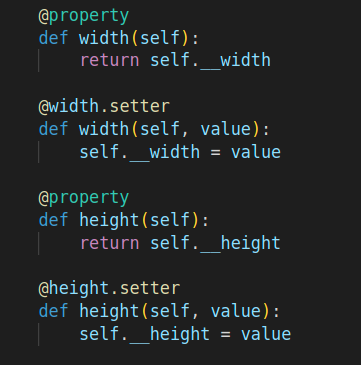 @property
def width(self):
    return self.__width

@width.setter
def width(self, value):
    self.__width = value

@property
def height(self):
    return self.__height

@height.setter
def height(self, value):
    self.__height = value